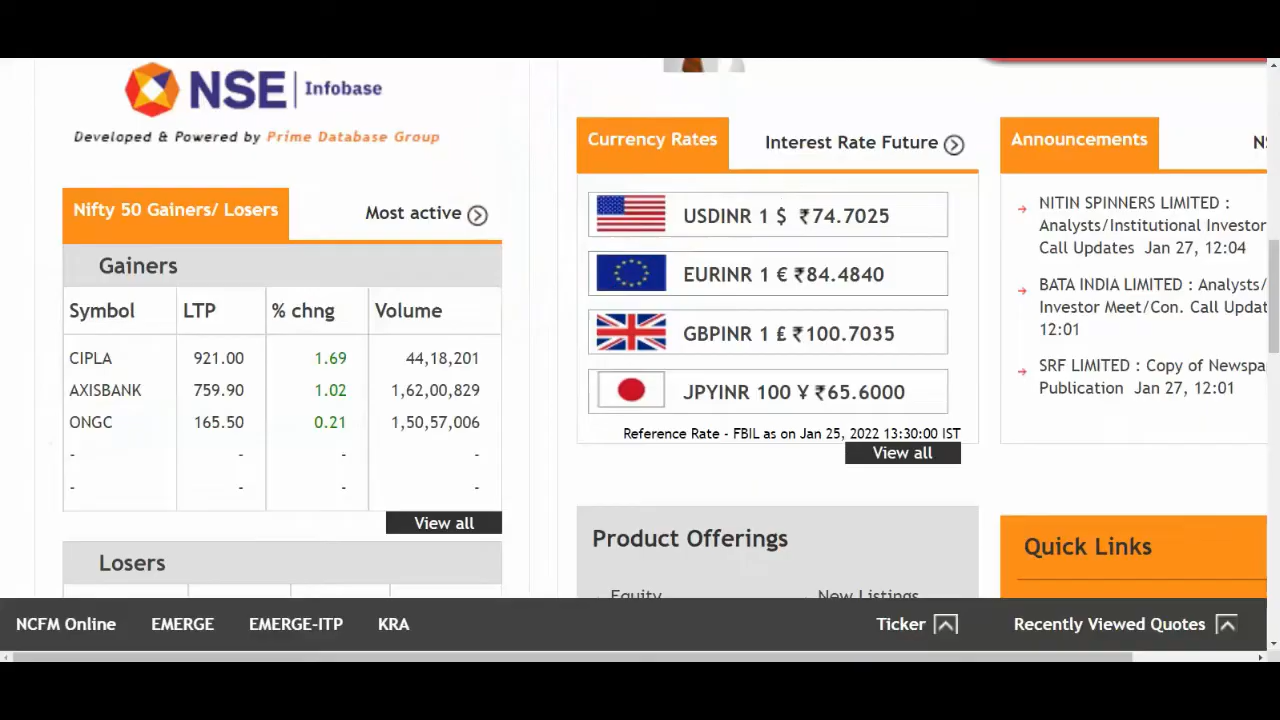 NSE Infobase
Developed & Powered by Prime Database Group
Nifty 50 Gainers/ Losers
Most active
Gainers
Symbol LTP % chng Volume
CIPLA 921.00 1.69 44,18,201
AXISBANK 759.90 1.02 1,62,00,829
ONGC 165.50 0.21 1,50,57,006
- - - -
- - - -
View all
Losers
Currency Rates
Interest Rate Future
USDINR 1 $ ₹74.7025
EURINR 1 € ₹84.4840
GBPINR 1 £ ₹100.7035
JPYINR 100 ¥ ₹65.6000
Reference Rate - FBIL as on Jan 25, 2022 13:30:00 IST
View all
Product Offerings
Equity New Listings
Announcements
NITIN SPINNERS LIMITED :
Analysts/Institutional Investor
Call Updates Jan 27, 12:04
BATA INDIA LIMITED : Analysts/
Investor Meet/Con. Call Updat
12:01
SRF LIMITED : Copy of Newspa
Publication Jan 27, 12:01
Quick Links
NCFM Online EMERGE EMERGE-ITP KRA Ticker Recently Viewed Quotes